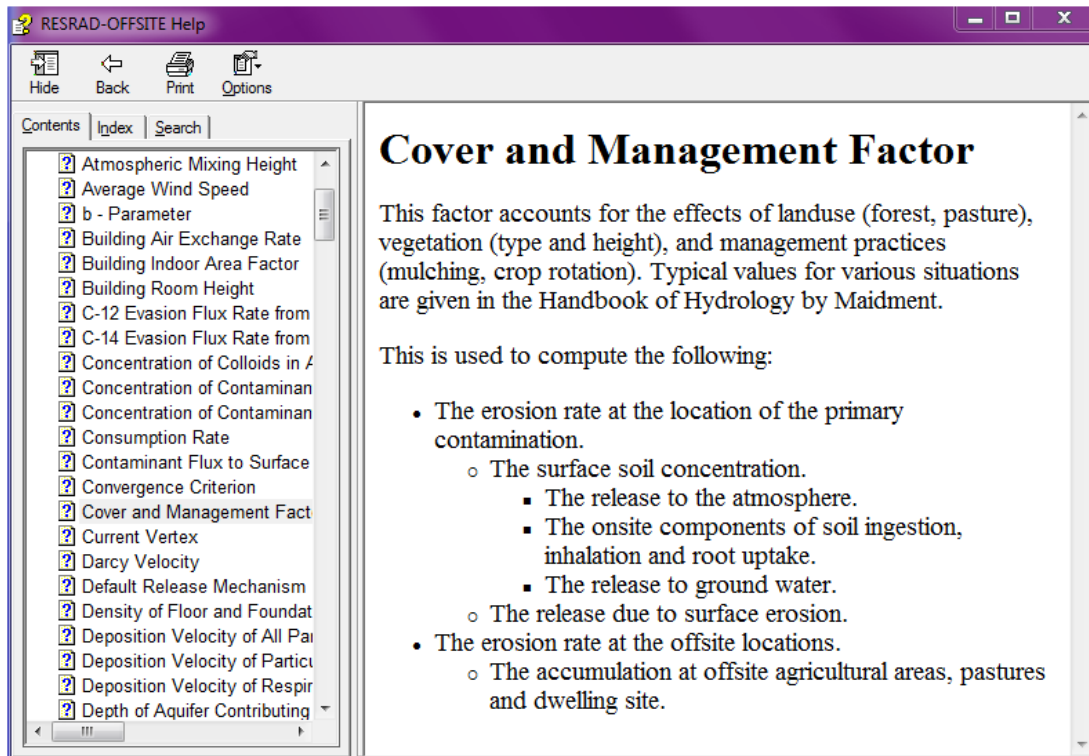 RESRAD-OFFSITE Help
Hide
Back
Print
Options
Contents
Index
Search
Atmospheric Mixing Height
Average Wind Speed
b - Parameter
Building Air Exchange Rate
Building Indoor Area Factor
Building Room Height
C-12 Evasion Flux Rate from
C-14 Evasion Flux Rate from
Concentration of Colloids in A
Concentration of Contaminan
Concentration of Contaminan
Consumption Rate
Contaminant Flux to Surface
Convergence Criterion
Cover and Management Fact
Current Vertex
Darcy Velocity
Default Release Mechanism
Density of Floor and Foundat
Deposition Velocity of All Par
Deposition Velocity of Particu
Deposition Velocity of Respir
Depth of Aquifer Contributing
Cover and Management Factor
This factor accounts for the effects of landuse (forest, pasture),
vegetation (type and height), and management practices
(mulching, crop rotation). Typical values for various situations
are given in the Handbook of Hydrology by Maidment.
This is used to compute the following:
• The erosion rate at the location of the primary
contamination.
○ The surface soil concentration.
▪ The release to the atmosphere.
▪ The onsite components of soil ingestion,
inhalation and root uptake.
▪ The release to ground water.
○ The release due to surface erosion.
• The erosion rate at the offsite locations.
○ The accumulation at offsite agricultural areas, pastures
and dwelling site.